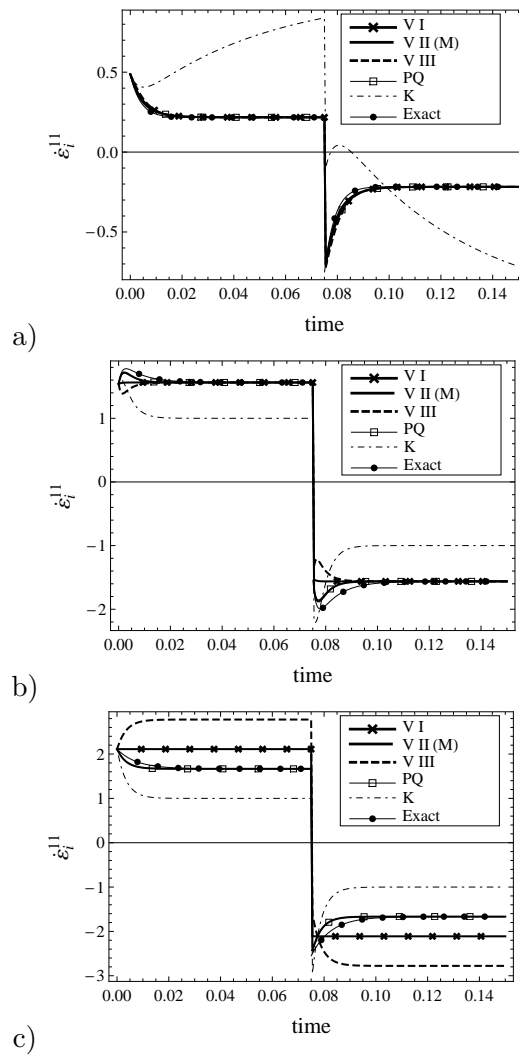 V I
V II (M)
V III
PQ
K
Exact
0.5
0.0
−0.5
ε̇ᵢ¹¹
0.00 0.02 0.04 0.06 0.08 0.10 0.12 0.14
time
a)
V I
V II (M)
V III
PQ
K
Exact
1
0
−1
−2
ε̇ᵢ¹¹
0.00 0.02 0.04 0.06 0.08 0.10 0.12 0.14
time
b)
V I
V II (M)
V III
PQ
K
Exact
2
1
0
−1
−2
−3
ε̇ᵢ¹¹
0.00 0.02 0.04 0.06 0.08 0.10 0.12 0.14
time
c)